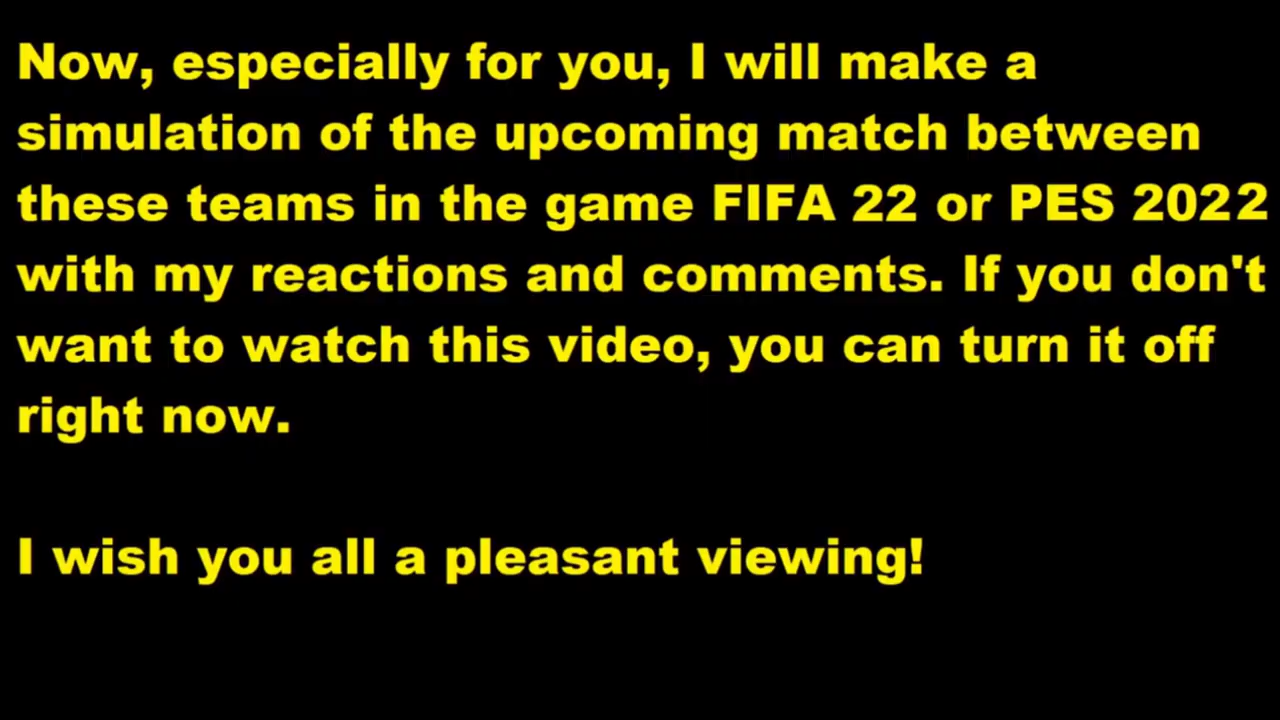 Now, especially for you, I will make a
simulation of the upcoming match between
these teams in the game FIFA 22 or PES 2022
with my reactions and comments. If you don't
want to watch this video, you can turn it off
right now.
I wish you all a pleasant viewing!